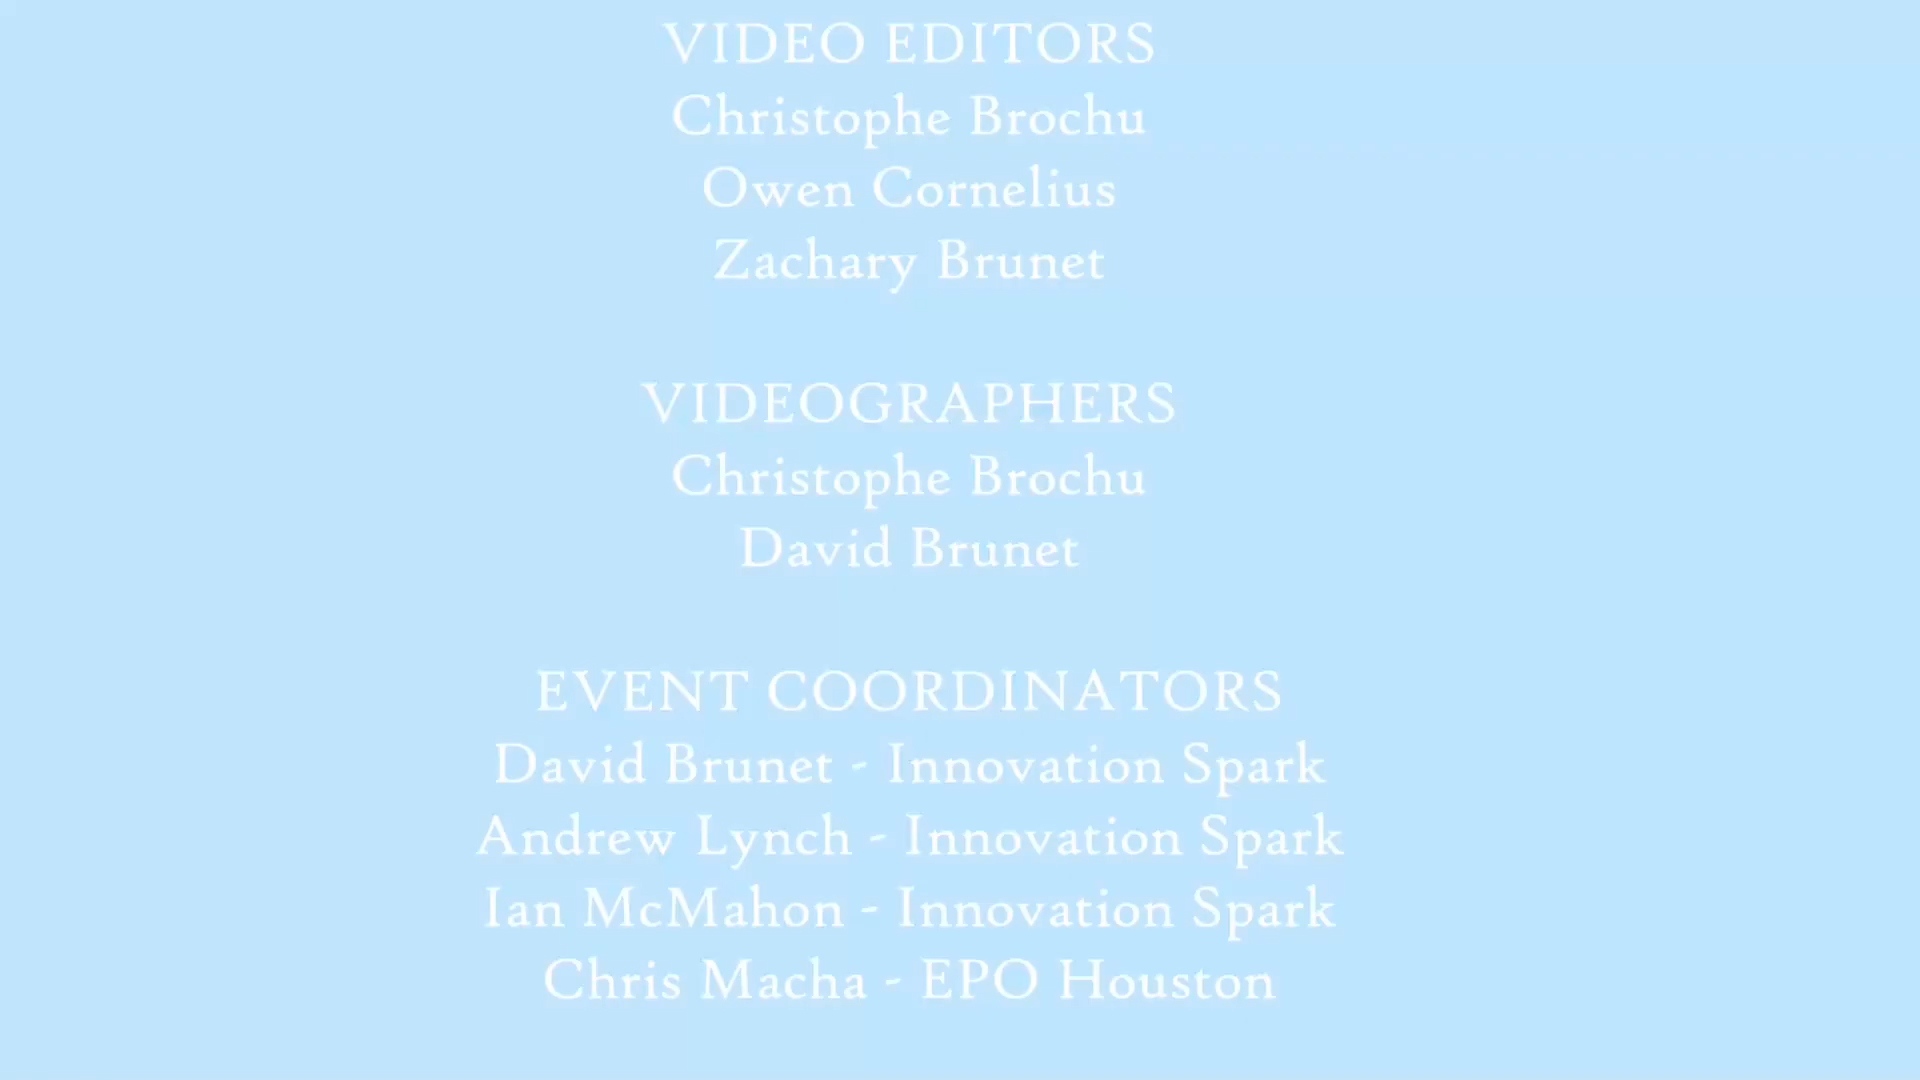 VIDEO EDITORS
Christophe Brochu
Owen Cornelius
Zachary Brunet
VIDEOGRAPHERS
Christophe Brochu
David Brunet
EVENT COORDINATORS
David Brunet - Innovation Spark
Andrew Lynch - Innovation Spark
Ian McMahon - Innovation Spark
Chris Macha - EPO Houston